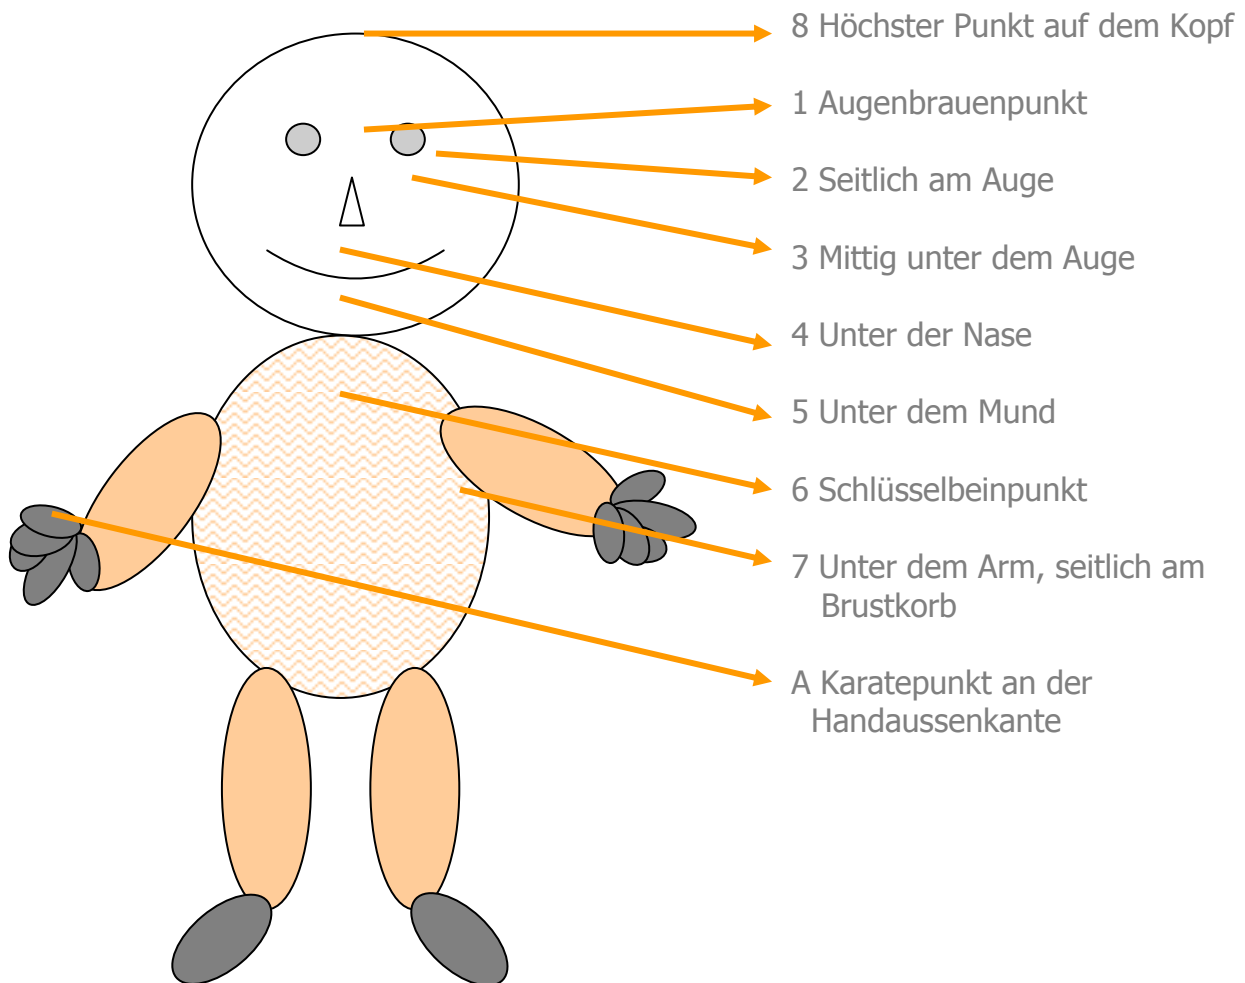 8 Höchster Punkt auf dem Kopf
1 Augenbrauenpunkt
2 Seitlich am Auge
3 Mittig unter dem Auge
4 Unter der Nase
5 Unter dem Mund
6 Schlüsselbeinpunkt
7 Unter dem Arm, seitlich am
Brustkorb
A Karatepunkt an der
Handaussenkante